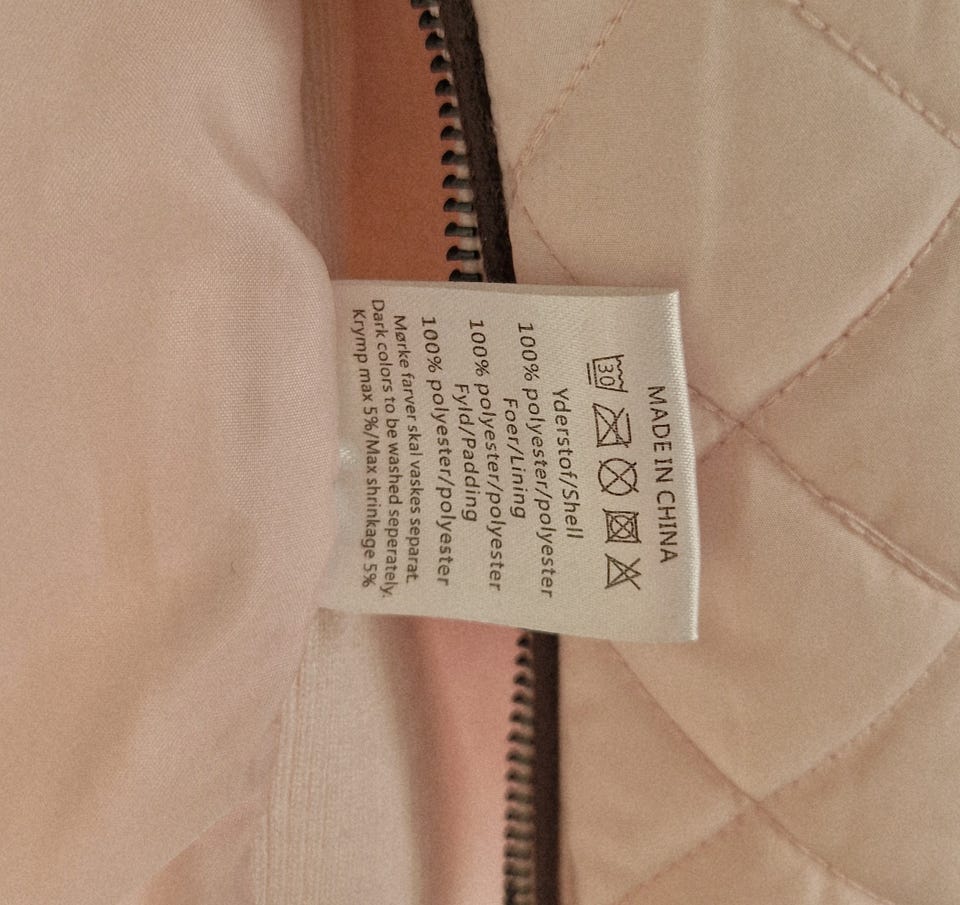 MADE IN CHINA
30
Yderstof/Shell
100% polyester/polyester
Foer/Lining
100% polyester/polyester
Fyld/Padding
100% polyester/polyester
Mørke farver skal vaskes separat.
Dark colors to be washed seperately.
Krymp max 5%/Max shrinkage 5%